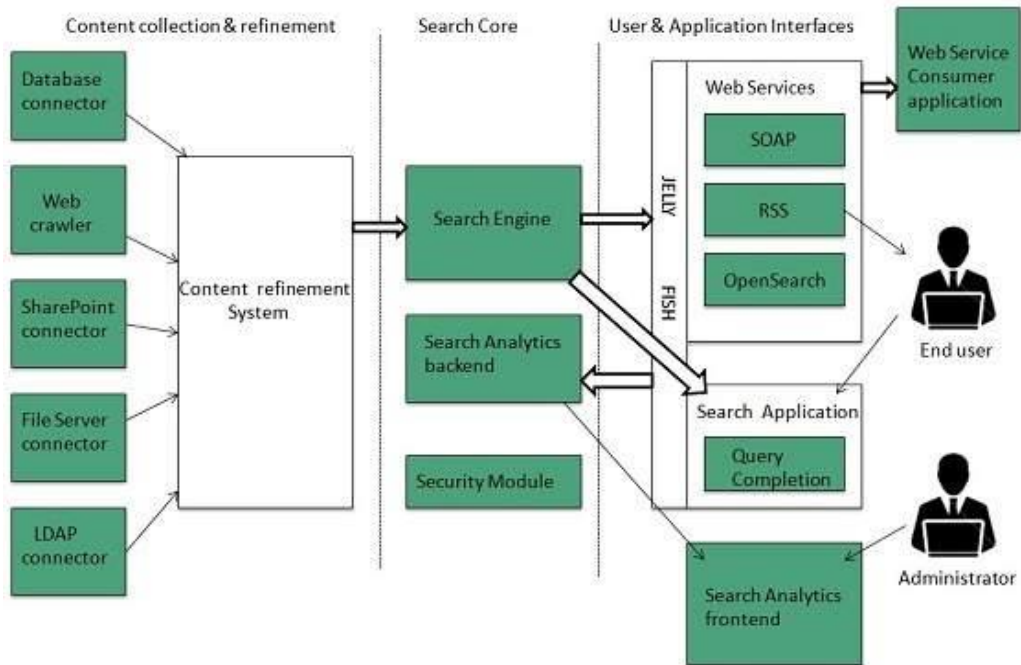 Content collection & refinement
Search Core
User & Application Interfaces
Database
connector
Web
crawler
SharePoint
connector
File Server
connector
LDAP
connector
Content refinement
System
Search Engine
Search Analytics
backend
Security Module
JELLY
FISH
Web Services
SOAP
RSS
OpenSearch
Search Application
Query
Completion
Search Analytics
frontend
Web Service
Consumer
application
End user
Administrator